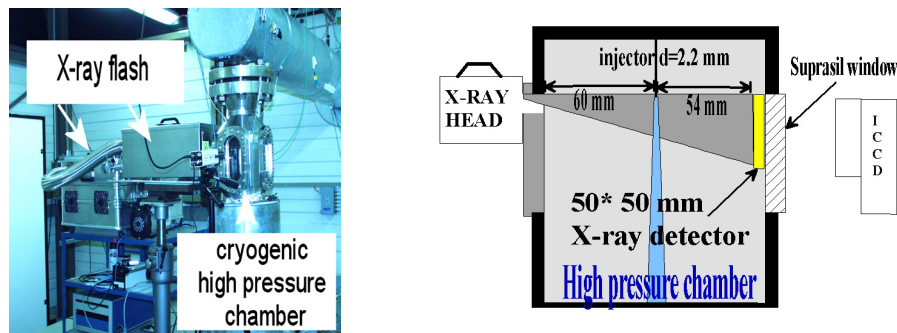 X-ray flash
cryogenic
high pressure
chamber
injector d=2.2 mm
Suprasil window
60 mm
54 mm
X-RAY
HEAD
I
C
C
D
50* 50 mm
X-ray detector
High pressure chamber